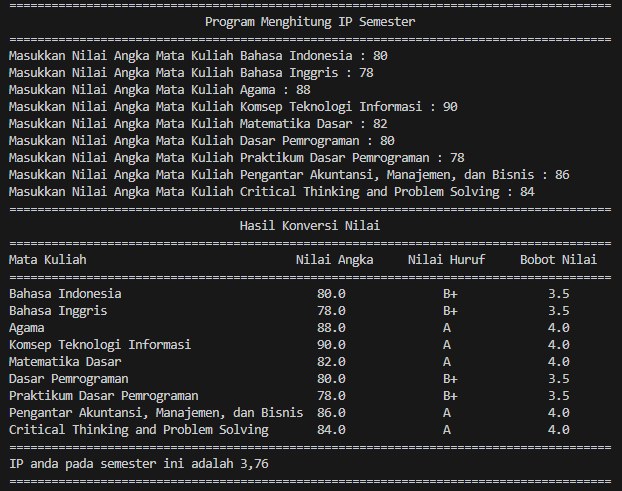 ======================================================================================
Program Menghitung IP Semester
======================================================================================
Masukkan Nilai Angka Mata Kuliah Bahasa Indonesia : 80
Masukkan Nilai Angka Mata Kuliah Bahasa Inggris : 78
Masukkan Nilai Angka Mata Kuliah Agama : 88
Masukkan Nilai Angka Mata Kuliah Komsep Teknologi Informasi : 90
Masukkan Nilai Angka Mata Kuliah Matematika Dasar : 82
Masukkan Nilai Angka Mata Kuliah Dasar Pemrograman : 80
Masukkan Nilai Angka Mata Kuliah Praktikum Dasar Pemrograman : 78
Masukkan Nilai Angka Mata Kuliah Pengantar Akuntansi, Manajemen, dan Bisnis : 86
Masukkan Nilai Angka Mata Kuliah Critical Thinking and Problem Solving : 84
======================================================================================
Hasil Konversi Nilai
======================================================================================
Mata Kuliah Nilai Angka Nilai Huruf Bobot Nilai
======================================================================================
Bahasa Indonesia 80.0 B+ 3.5
Bahasa Inggris 78.0 B+ 3.5
Agama 88.0 A 4.0
Komsep Teknologi Informasi 90.0 A 4.0
Matematika Dasar 82.0 A 4.0
Dasar Pemrograman 80.0 B+ 3.5
Praktikum Dasar Pemrograman 78.0 B+ 3.5
Pengantar Akuntansi, Manajemen, dan Bisnis 86.0 A 4.0
Critical Thinking and Problem Solving 84.0 A 4.0
======================================================================================
IP anda pada semester ini adalah 3,76
======================================================================================